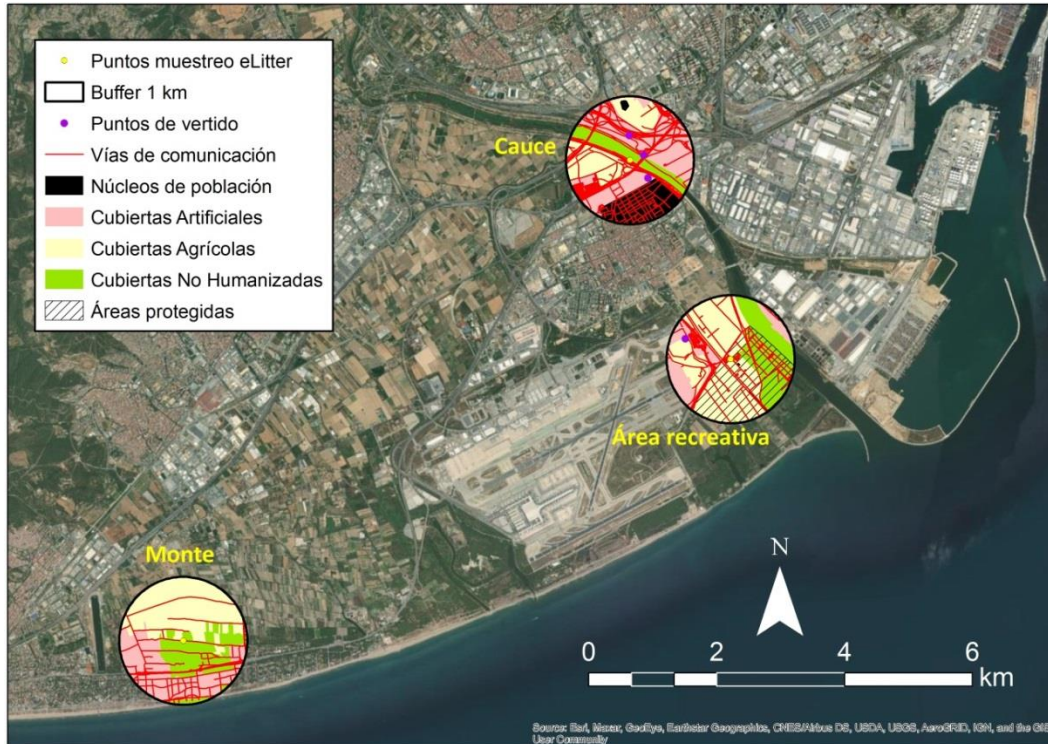 Puntos muestreo eLitter
Buffer 1 km
Puntos de vertido
Vías de comunicación
Núcleos de población
Cubiertas Artificiales
Cubiertas Agrícolas
Cubiertas No Humanizadas
Áreas protegidas
Cauce
Área recreativa
Monte
N
0 2 4 6
km
Source: Esri, Maxar, GeoEye, Earthstar Geographics, CNES/Airbus DS, USDA, USGS, AeroGRID, IGN, and the GIS
User Community